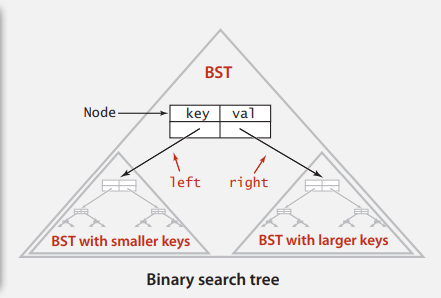 BST
Node
key val
left right
BST with smaller keys
BST with larger keys
Binary search tree